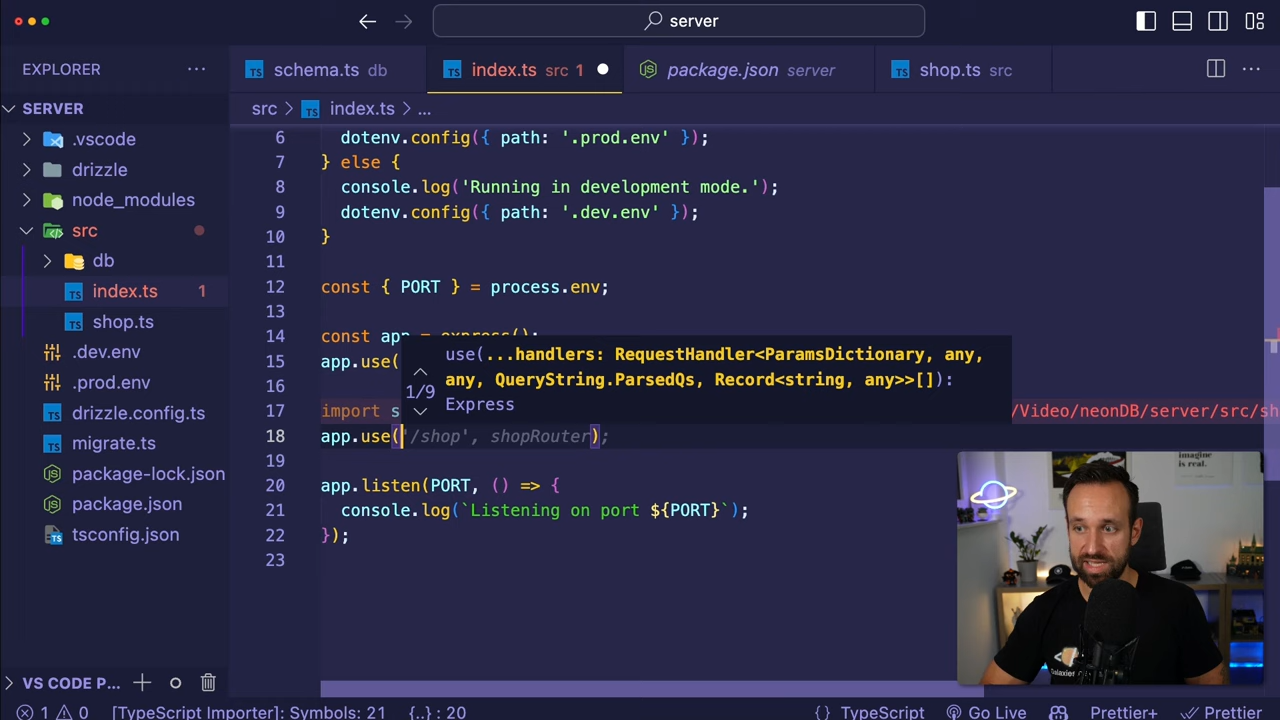 server
EXPLORER
SERVER
.vscode
drizzle
node_modules
src
db
index.ts 1
shop.ts
.dev.env
.prod.env
drizzle.config.ts
migrate.ts
package-lock.json
package.json
tsconfig.json
VS CODE P...
schema.ts db
index.ts src 1
package.json server
shop.ts src
src > index.ts > ...
6 dotenv.config({ path: '.prod.env' });
7 } else {
8 console.log('Running in development mode.');
9 dotenv.config({ path: '.dev.env' });
10 }
11
12 const { PORT } = process.env;
13
14 const app = express();
15 app.use(
use(...handlers: RequestHandler<ParamsDictionary, any,
any, QueryString.ParsedQs, Record<string, any>>[]):
Express
1/9
16
17 import s /Video/neonDB/server/src/sh
18 app.use('/shop', shopRouter);
19
20 app.listen(PORT, () => {
21 console.log(`Listening on port ${PORT}`);
22 });
23
imagine
is real.
1 0 [TypeScript Importer]: Symbols: 21 {..} : 20 {} TypeScript Go Live Prettier+ Prettier